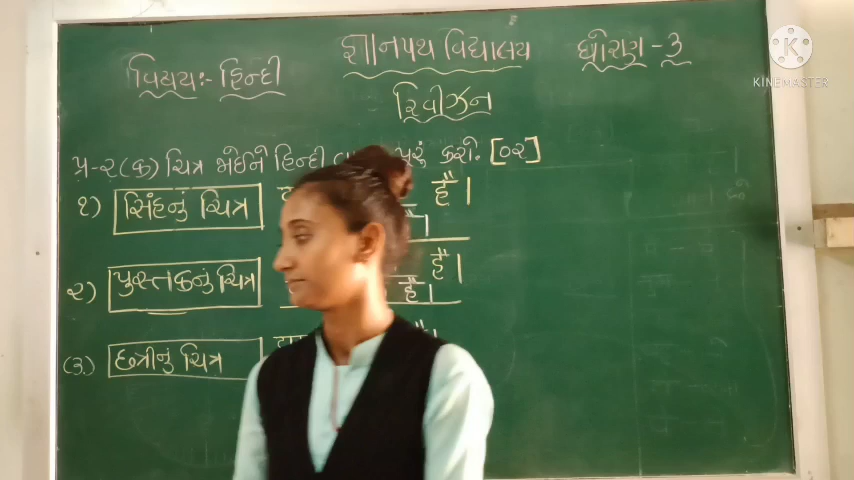 જ્ઞાનપથ વિદ્યાલય
વિષય:- હિન્દી
ધોરણ - ૩
રિવીઝન
પ્ર-૨(ક) ચિત્ર જોઈને હિન્દી પૂરું કરો. [૦૨]
૧) સિંહનું ચિત્ર है।
है।
૨) પુસ્તકનું ચિત્ર है।
है।
(૩) છત્રીનું ચિત્ર है।
KINEMASTER